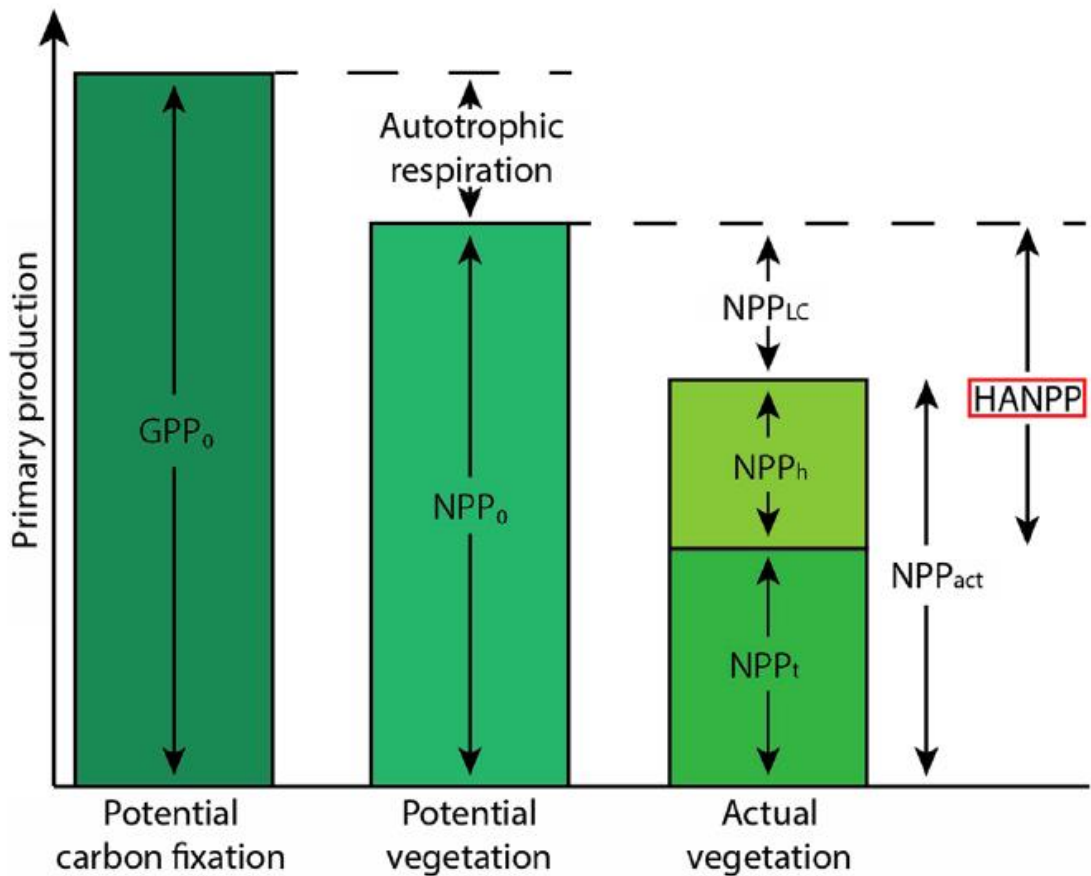 Primary production
GPP₀
Autotrophic
respiration
NPP₀
NPPLC
NPPh
NPPt
NPPact
HANPP
Potential
carbon fixation
Potential
vegetation
Actual
vegetation